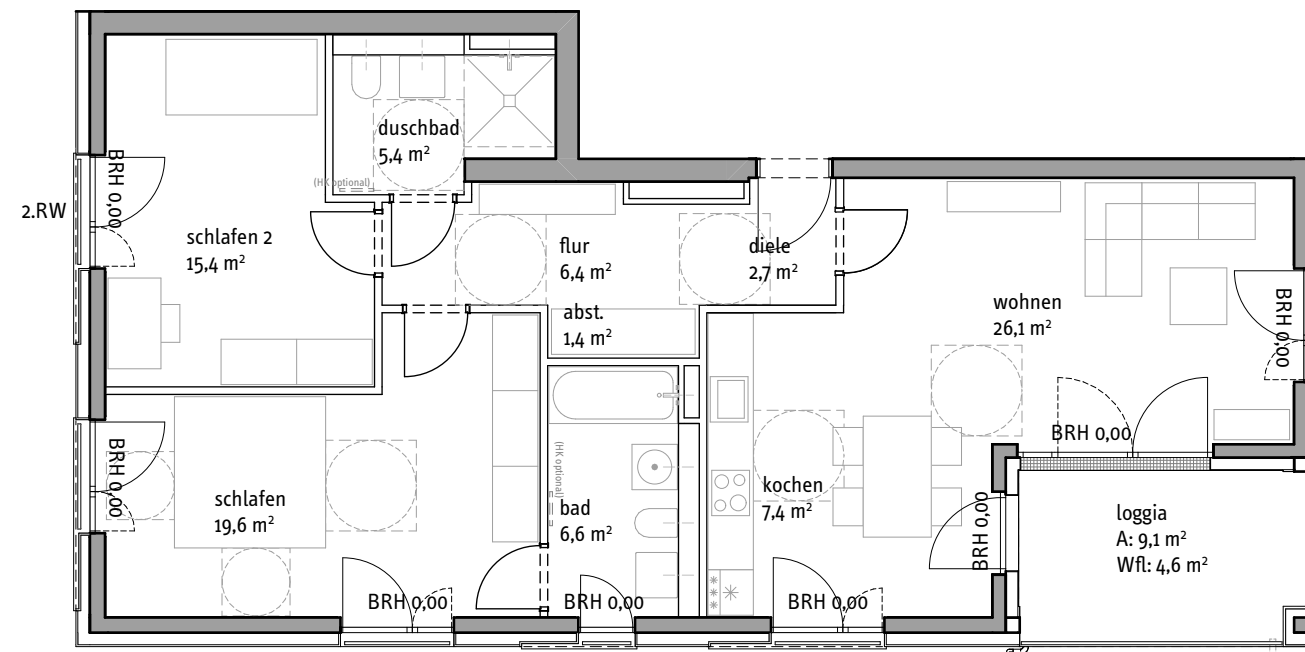 duschbad
5,4 m²
(HK optional)
BRH 0,00
2.RW
schlafen 2
15,4 m²
flur
6,4 m²
diele
2,7 m²
abst.
1,4 m²
wohnen
26,1 m²
BRH 0,00
BRH 0,00
BRH 0,00
schlafen
19,6 m²
(HK optional)
bad
6,6 m²
kochen
7,4 m²
BRH 0,00
loggia
A: 9,1 m²
Wfl: 4,6 m²
BRH 0,00
BRH 0,00
BRH 0,00